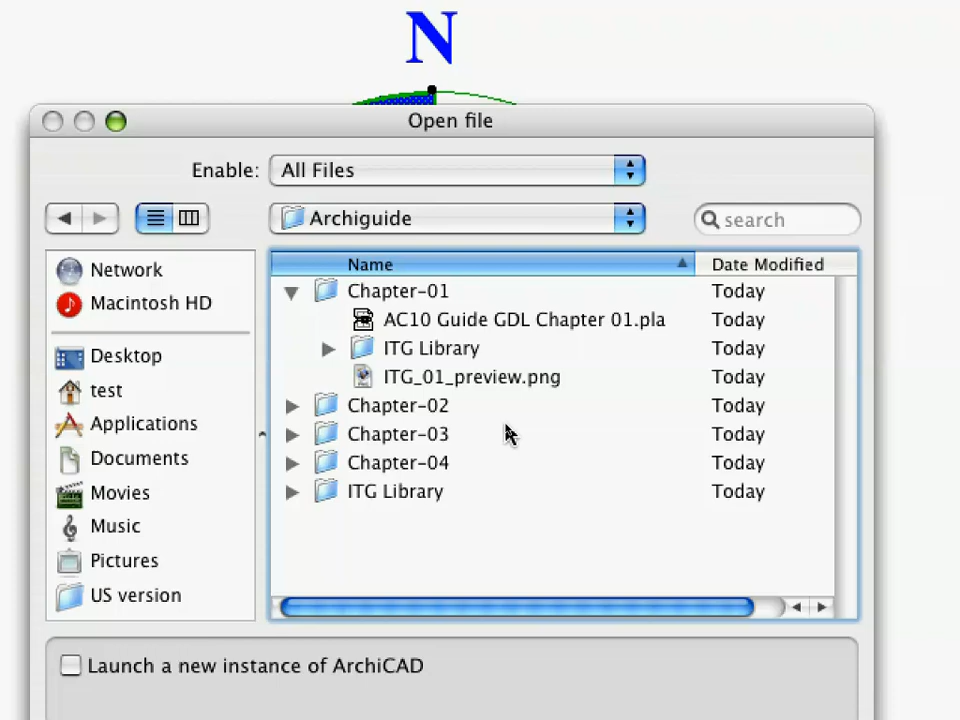 N
Open file
Enable: All Files
Archiguide
search
Network
Macintosh HD
Desktop
test
Applications
Documents
Movies
Music
Pictures
US version
Name Date Modified
Chapter-01 Today
AC10 Guide GDL Chapter 01.pla Today
ITG Library Today
ITG_01_preview.png Today
Chapter-02 Today
Chapter-03 Today
Chapter-04 Today
ITG Library Today
Launch a new instance of ArchiCAD